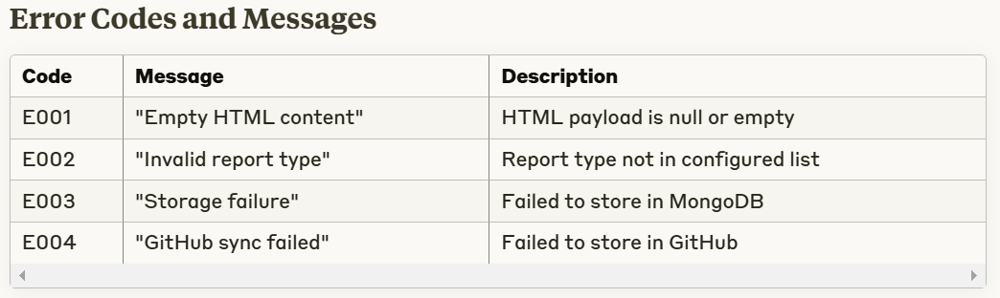 Error Codes and Messages
Code Message Description
E001 "Empty HTML content" HTML payload is null or empty
E002 "Invalid report type" Report type not in configured list
E003 "Storage failure" Failed to store in MongoDB
E004 "GitHub sync failed" Failed to store in GitHub